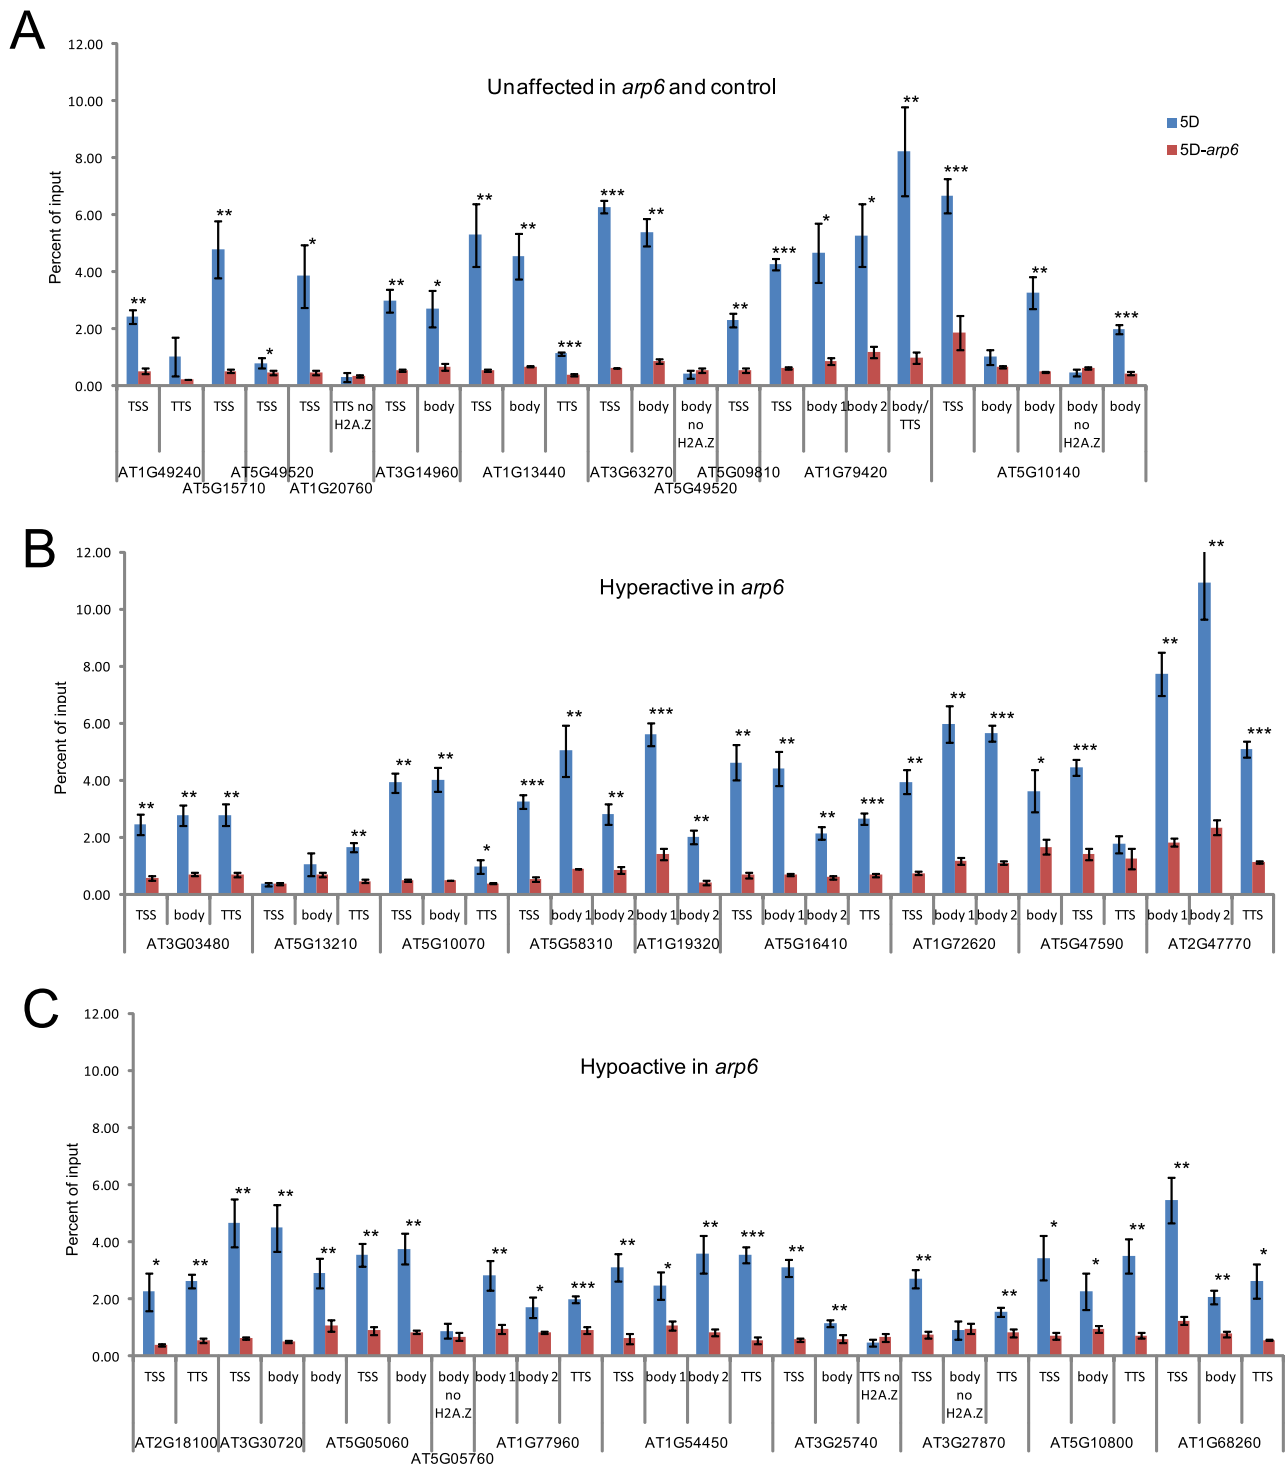 A
Unaffected in arp6 and control
Percent of input
12.00
10.00
8.00
6.00
4.00
2.00
0.00
5D
5D-arp6
** ** * * ** * ** ** *** *** ** ** *** * * ** *** ** ***
TSS TTS TSS TSS TSS TTS no H2A.Z TSS body TSS body TTS TSS body body no H2A.Z TSS TSS body 1 body 2 body/ TTS TSS body body body no H2A.Z body
AT1G49240 AT5G49520 AT3G14960 AT1G13440 AT3G63270 AT5G09810 AT1G79420 AT5G10140
AT5G15710 AT1G20760 AT5G49520
B
Hyperactive in arp6
Percent of input
12.00
10.00
8.00
6.00
4.00
2.00
0.00
** ** ** ** ** ** * *** ** ** *** ** ** ** ** *** ** ** *** * *** ** ** ***
TSS body TTS TSS body TTS TSS body TTS TSS body 1 body 2 body 1 body 2 TSS body 1 body 2 TTS TSS body 1 body 2 TSS TSS TTS body 1 body 2 TTS
AT3G03480 AT5G13210 AT5G10070 AT5G58310 AT1G19320 AT5G16410 AT1G72620 AT5G47590 AT2G47770
C
Hypoactive in arp6
Percent of input
12.00
10.00
8.00
6.00
4.00
2.00
0.00
* ** ** ** ** ** ** ** * *** ** * ** *** ** ** ** ** * * ** ** ** *
TSS TTS TSS body body TSS body body no H2A.Z body 1 body 2 TTS TSS body 1 body 2 TTS TSS body TTS no H2A.Z TSS body no H2A.Z TTS TSS body TTS TSS body TTS
AT2G18100 AT3G30720 AT5G05060 AT1G77960 AT1G54450 AT3G25740 AT3G27870 AT5G10800 AT1G68260
AT5G05760